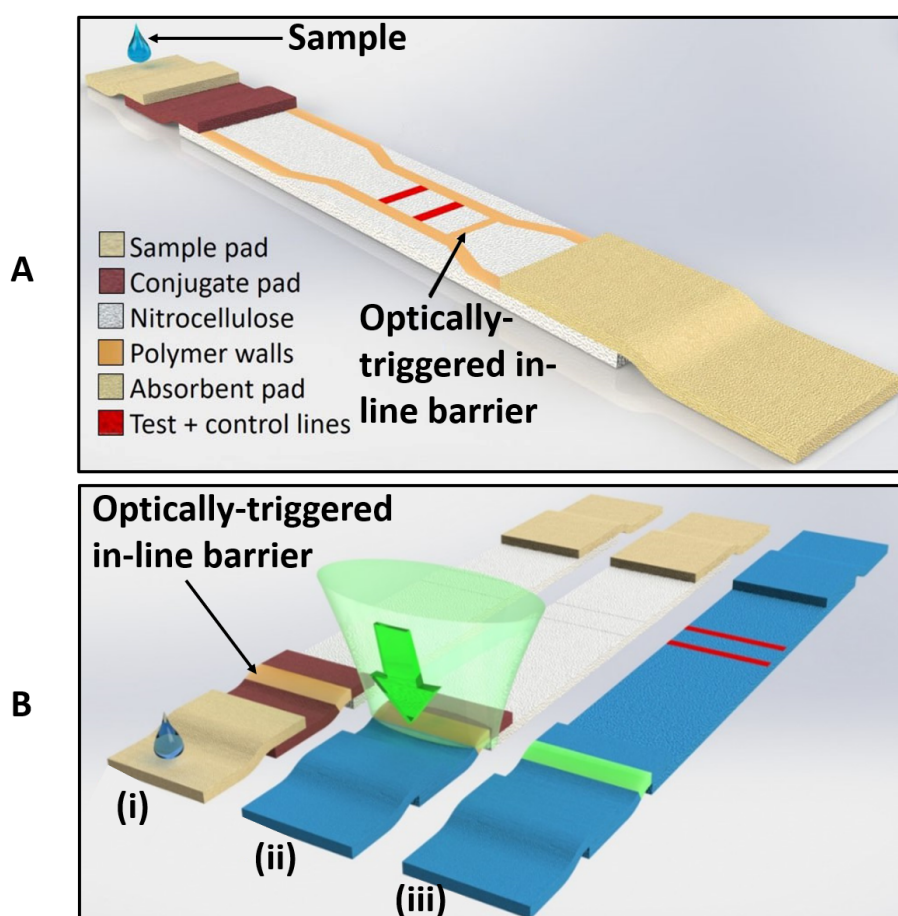 Sample
A
Sample pad
Conjugate pad
Nitrocellulose
Polymer walls
Absorbent pad
Test + control lines
Optically-
triggered in-
line barrier
B
Optically-triggered
in-line barrier
(i)
(ii)
(iii)